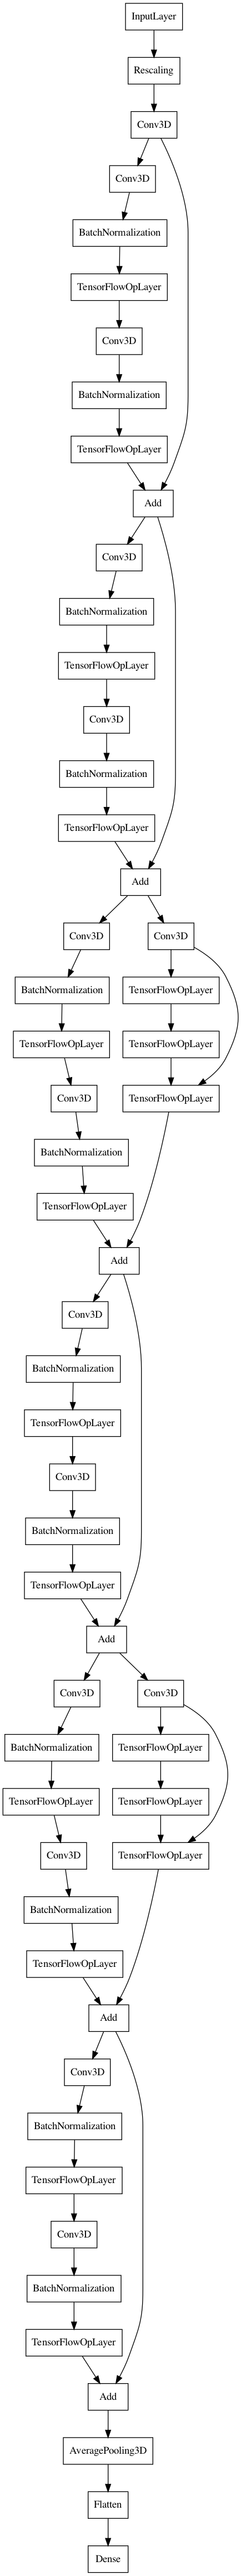 InputLayer
Rescaling
Conv3D
Conv3D
BatchNormalization
TensorFlowOpLayer
Conv3D
BatchNormalization
TensorFlowOpLayer
Add
Conv3D
BatchNormalization
TensorFlowOpLayer
Conv3D
BatchNormalization
TensorFlowOpLayer
Add
Conv3D Conv3D
BatchNormalization TensorFlowOpLayer
TensorFlowOpLayer TensorFlowOpLayer
Conv3D TensorFlowOpLayer
BatchNormalization
TensorFlowOpLayer
Add
Conv3D
BatchNormalization
TensorFlowOpLayer
Conv3D
BatchNormalization
TensorFlowOpLayer
Add
Conv3D Conv3D
BatchNormalization TensorFlowOpLayer
TensorFlowOpLayer TensorFlowOpLayer
Conv3D TensorFlowOpLayer
BatchNormalization
TensorFlowOpLayer
Add
Conv3D
BatchNormalization
TensorFlowOpLayer
Conv3D
BatchNormalization
TensorFlowOpLayer
Add
AveragePooling3D
Flatten
Dense